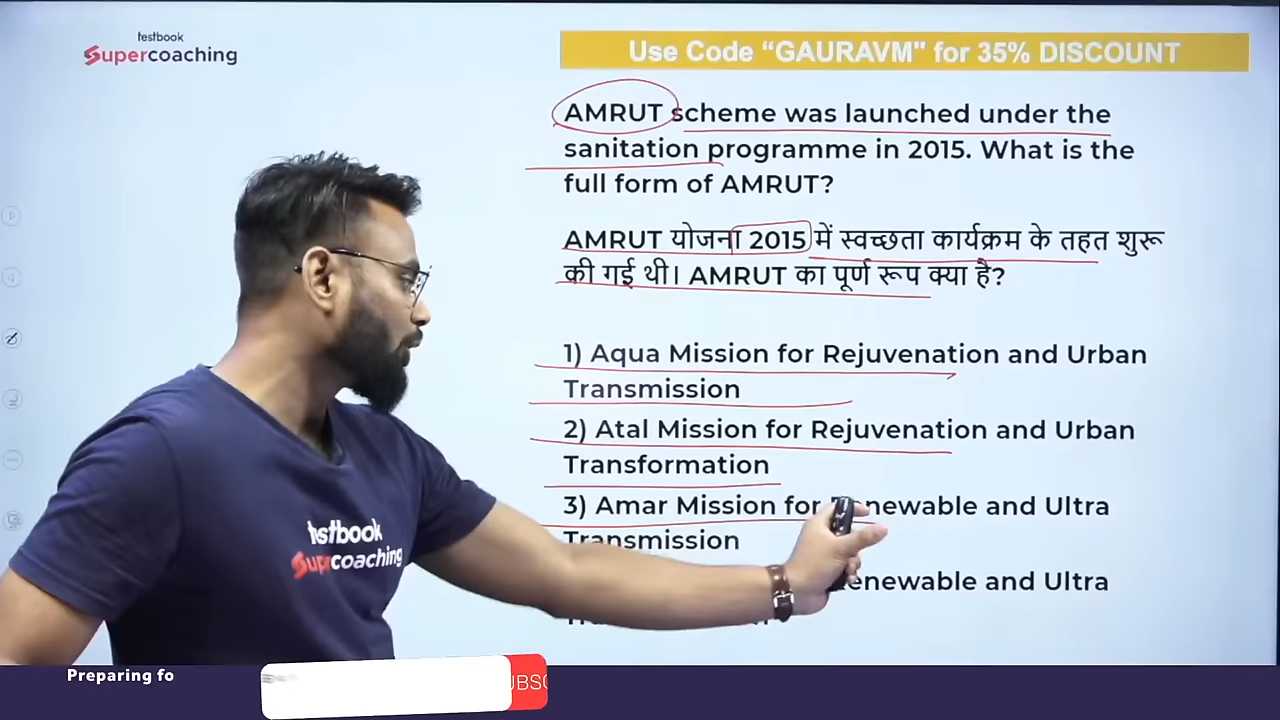 testbook
Supercoaching
Use Code “GAURAVM" for 35% DISCOUNT
AMRUT scheme was launched under the
sanitation programme in 2015. What is the
full form of AMRUT?
AMRUT योजना 2015 में स्वच्छता कार्यक्रम के तहत शुरू
की गई थी। AMRUT का पूर्ण रूप क्या है?
1) Aqua Mission for Rejuvenation and Urban
Transmission
2) Atal Mission for Rejuvenation and Urban
Transformation
3) Amar Mission for Renewable and Ultra
Transmission
Renewable and Ultra
testbook
Supercoaching
Preparing fo
UBSC